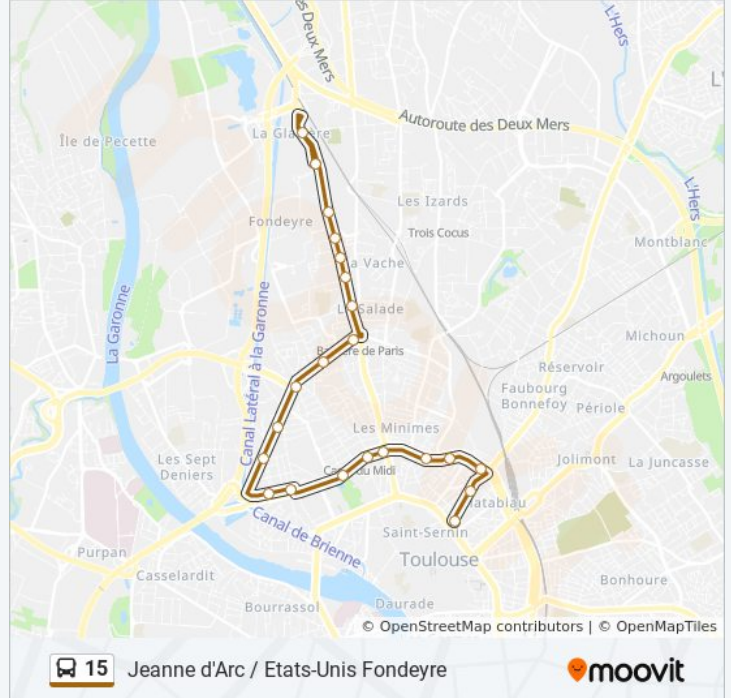 es Deux Mers
L'Hers
L'
Autoroute des Deux Mers
La Glacière
Île de Pecette
L'Hers
Les Izards
Fondeyre
Trois Cocus
Montblanc
La Vache
La Garonne
Canal Latéral à la Garonne
La Salade
Barrière de Paris
Michoun
Réservoir
Argoulets
Faubourg
Bonnefoy
Périole
Les Minimes
Les Sept
Deniers
Canal du Midi
Jolimont
La Juncasse
Matabiau
Canal de Brienne
Saint-Sernin
Purpan
Toulouse
Casselardit
Bonhoure
Bourrassol
Daurade
© OpenStreetMap contributors | © OpenMapTiles
15 Jeanne d'Arc / Etats-Unis Fondeyre
moovit